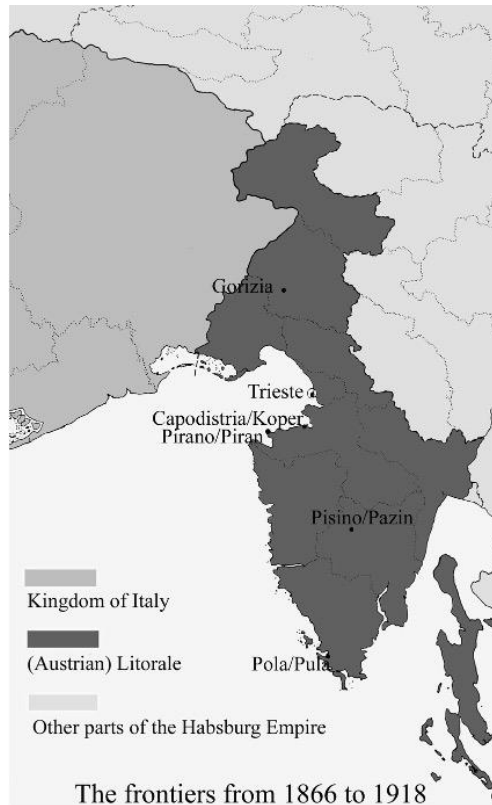 Gorizia
Trieste
Capodistria/Koper
Pirano/Piran
Pisino/Pazin
Kingdom of Italy
(Austrian) Litorale
Pola/Pula
Other parts of the Habsburg Empire
The frontiers from 1866 to 1918